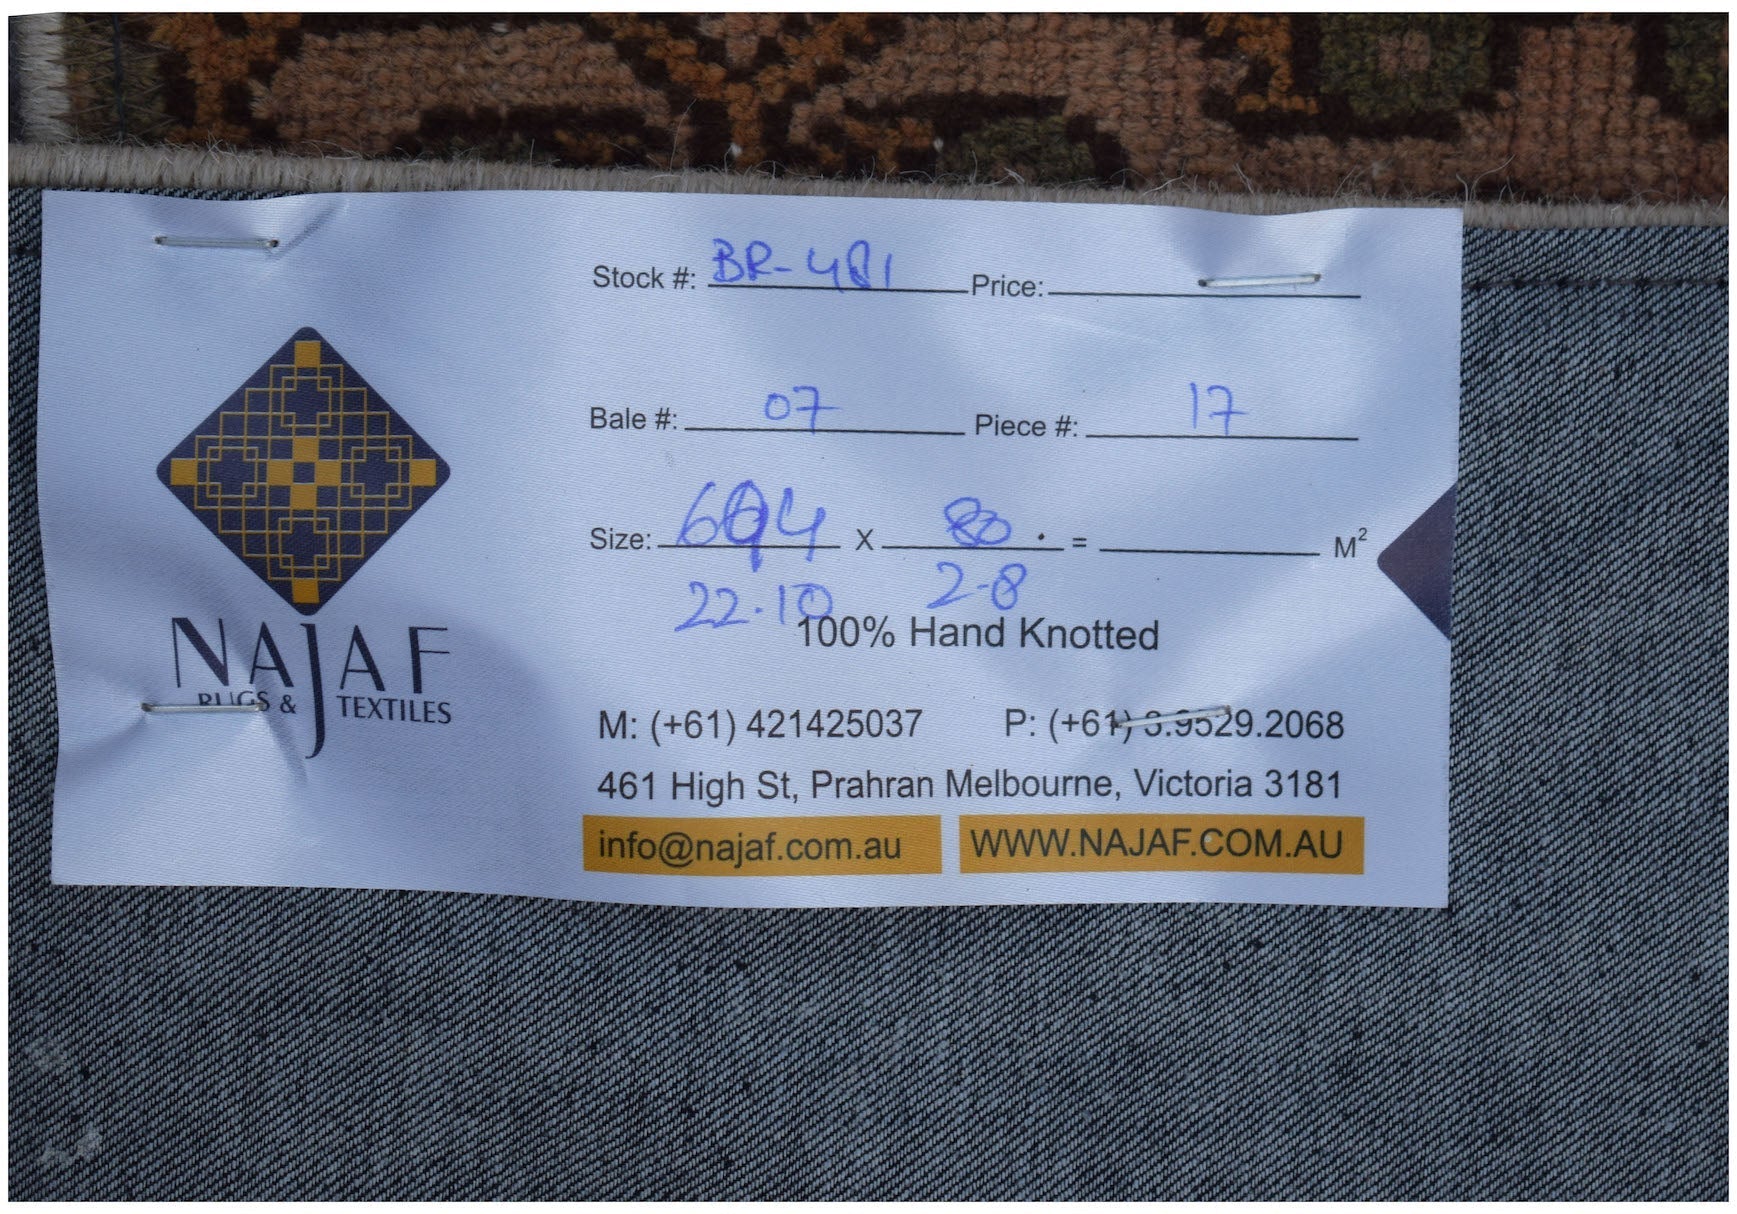 Stock #: BR-481 Price:
Bale #: 07 Piece #: 17
Size: 694 X 80 = M²
22.10 2-8
100% Hand Knotted
NAJAF
RUGS & TEXTILES
M: (+61) 421425037 P: (+61) 3.9529.2068
461 High St, Prahran Melbourne, Victoria 3181
info@najaf.com.au WWW.NAJAF.COM.AU